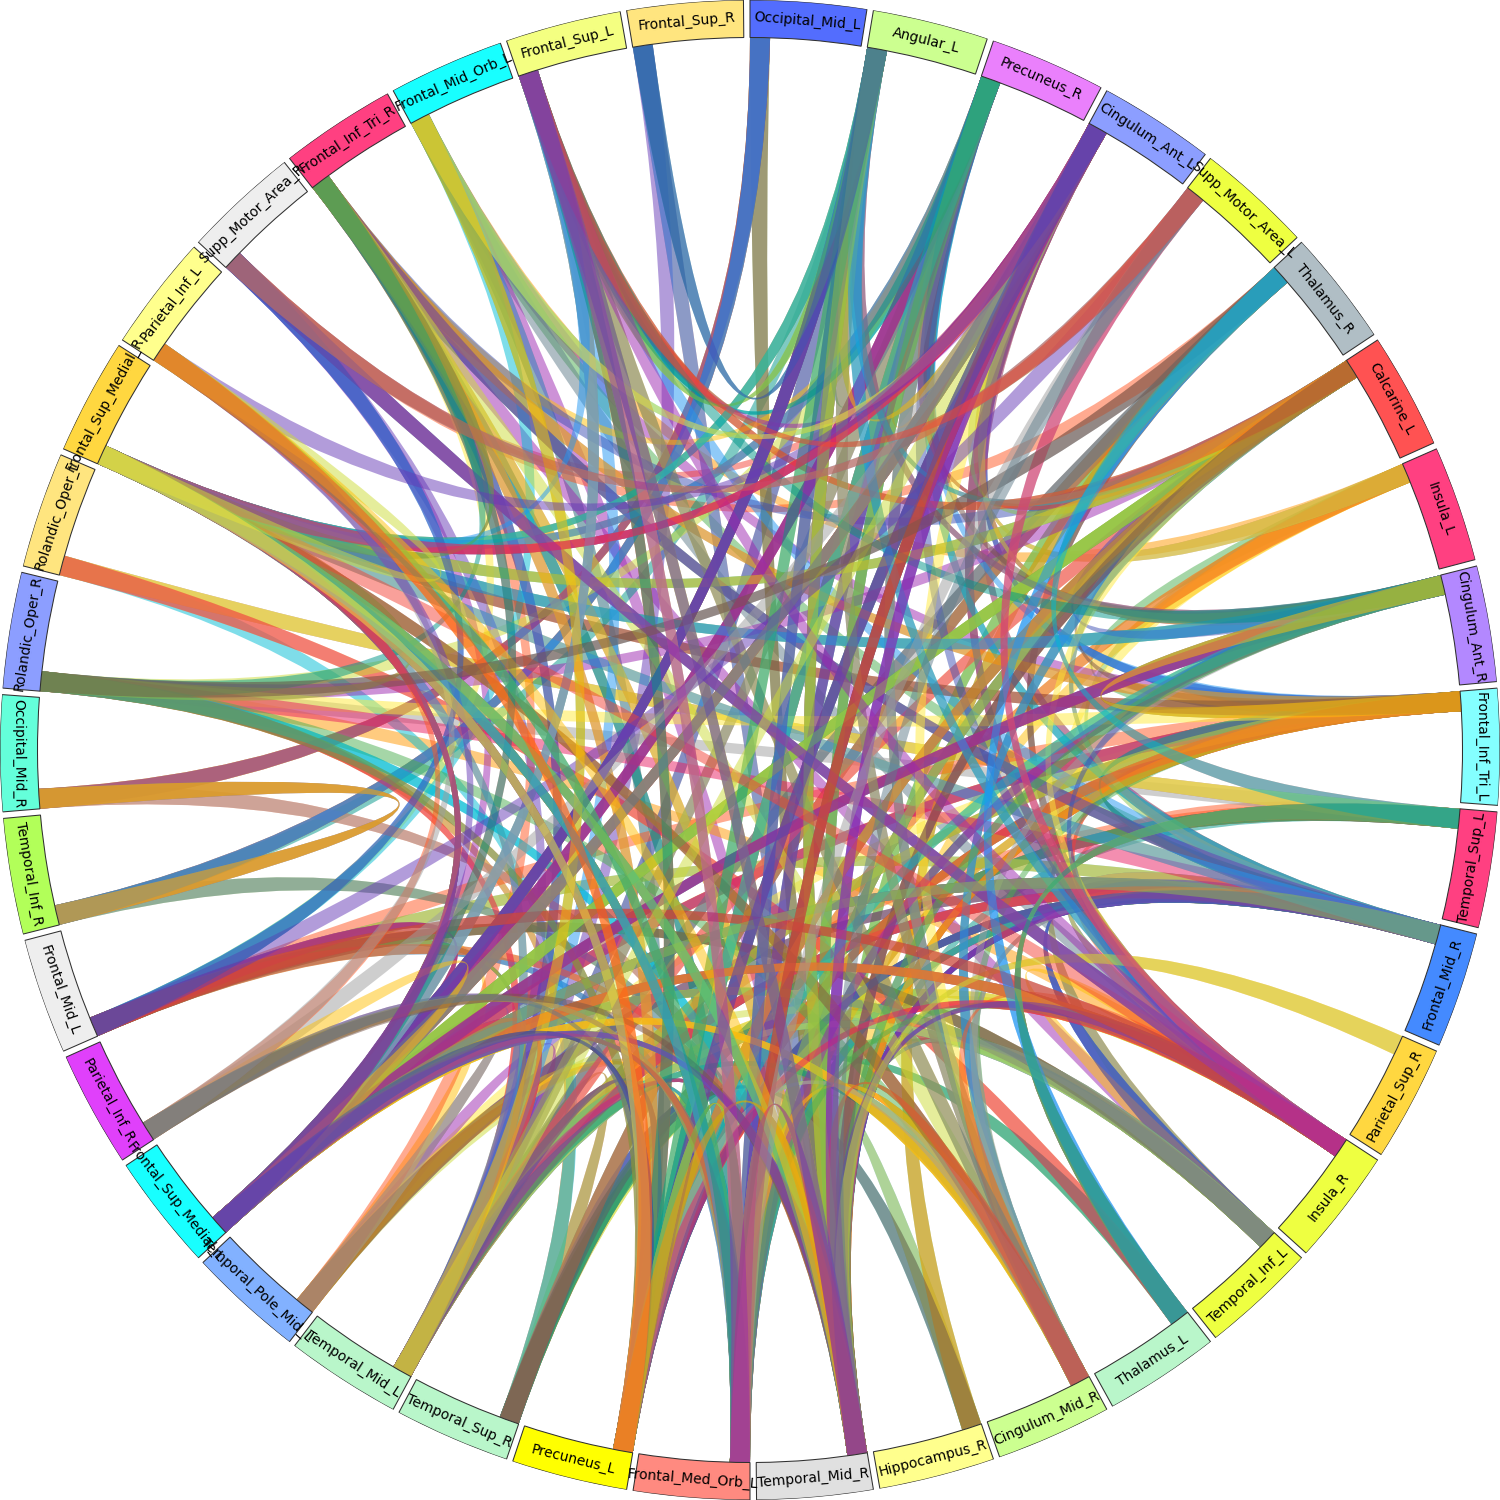 Occipital_Mid_L
Angular_L
Precuneus_R
Cingulum_Ant_L
Supp_Motor_Area_L
Thalamus_R
Calcarine_L
Insula_L
Cingulum_Ant_R
Frontal_Inf_Tri_L
Temporal_Sup_L
Frontal_Mid_R
Parietal_Sup_R
Insula_R
Temporal_Inf_L
Thalamus_L
Cingulum_Mid_R
Hippocampus_R
Temporal_Mid_R
Frontal_Med_Orb_L
Precuneus_L
Temporal_Sup_R
Temporal_Mid_L
Temporal_Pole_Mid_L
Frontal_Sup_Medial_L
Parietal_Inf_R
Frontal_Mid_L
Temporal_Inf_R
Occipital_Mid_R
Rolandic_Oper_R
Rolandic_Oper_L
Frontal_Sup_Medial_R
Parietal_Inf_L
Supp_Motor_Area_R
Frontal_Inf_Tri_R
Frontal_Mid_Orb_L
Frontal_Sup_L
Frontal_Sup_R